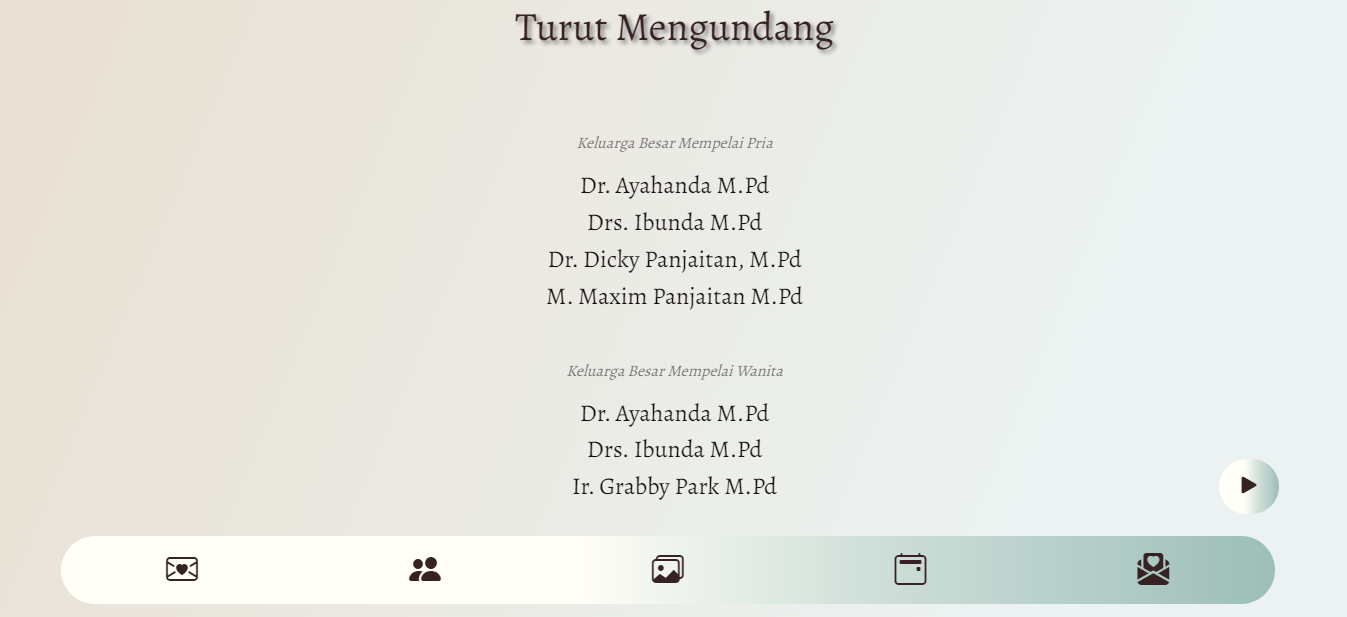 Turut Mengundang
Keluarga Besar Mempelai Pria
Dr. Ayahanda M.Pd
Drs. Ibunda M.Pd
Dr. Dicky Panjaitan, M.Pd
M. Maxim Panjaitan M.Pd
Keluarga Besar Mempelai Wanita
Dr. Ayahanda M.Pd
Drs. Ibunda M.Pd
Ir. Grabby Park M.Pd